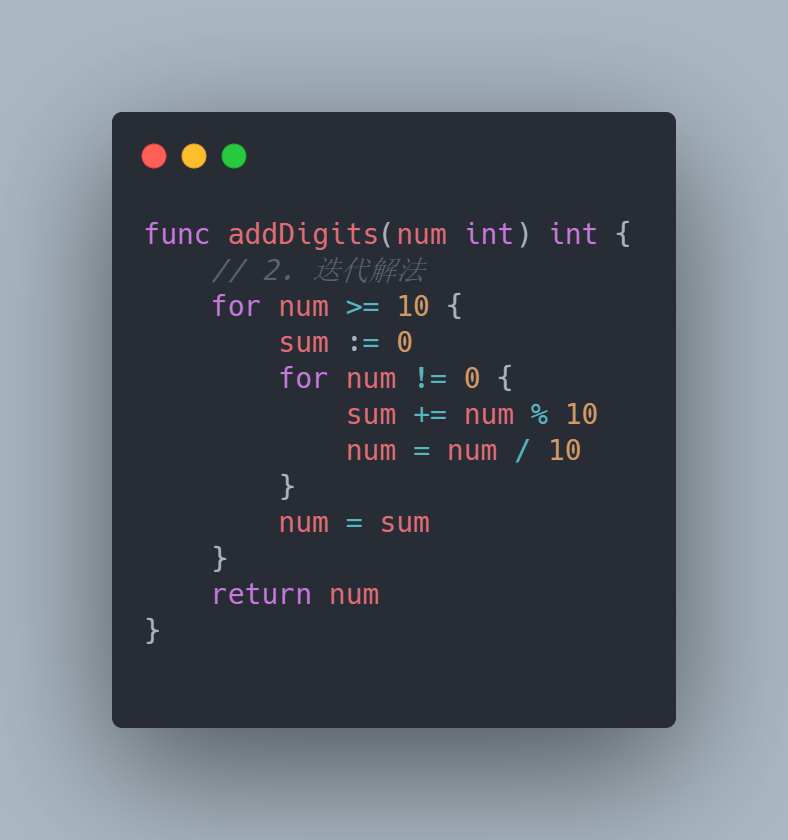 func addDigits(num int) int {
    // 2. 迭代解法
    for num >= 10 {
        sum := 0
        for num != 0 {
            sum += num % 10
            num = num / 10
        }
        num = sum
    }
    return num
}